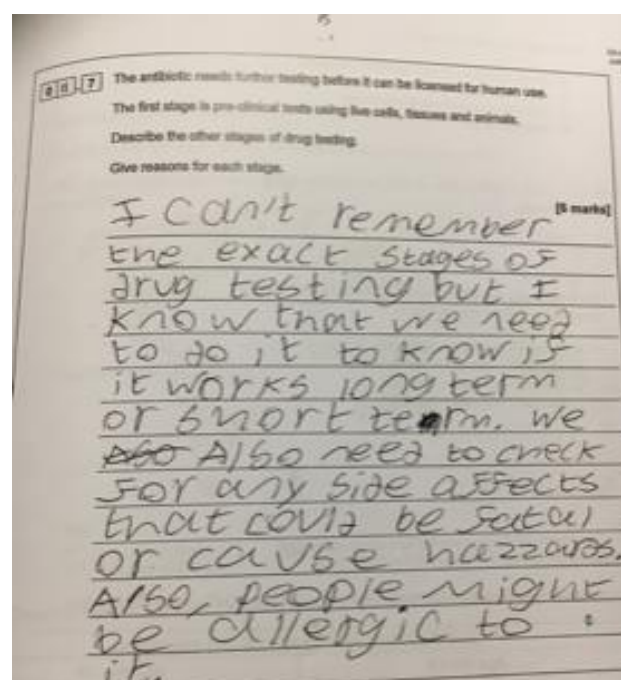 0 8 . 7 The antibiotic needs further testing before it can be licensed for human use.
The first stage is pre-clinical tests using live cells, tissues and animals.
Describe the other stages of drug testing.
Give reasons for each stage.
[6 marks]
I can't remember
the exact stages of
drug testing but I
know that we need
to do it to know if
it works long term
or short term. We
Also need to check
for any side affects
that could be fatal
or cause hazzards.
Also, people might
be allergic to
it.